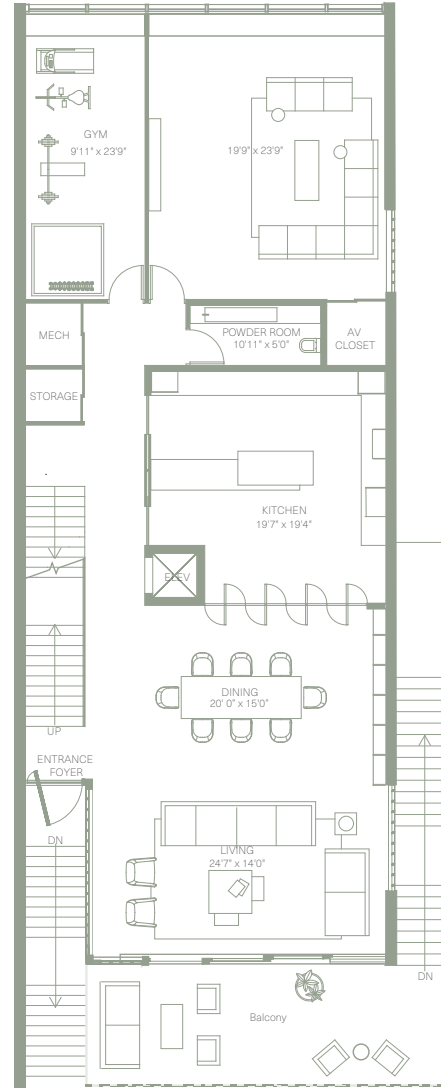 GYM
9'11" x 23'9"
19'9" x 23'9"
MECH
POWDER ROOM
10'11" x 5'0"
AV
CLOSET
STORAGE
KITCHEN
19'7" x 19'4"
ELEV
DINING
20' 0" x 15'0"
UP
ENTRANCE
FOYER
DN
LIVING
24'7" x 14'0"
DN
Balcony